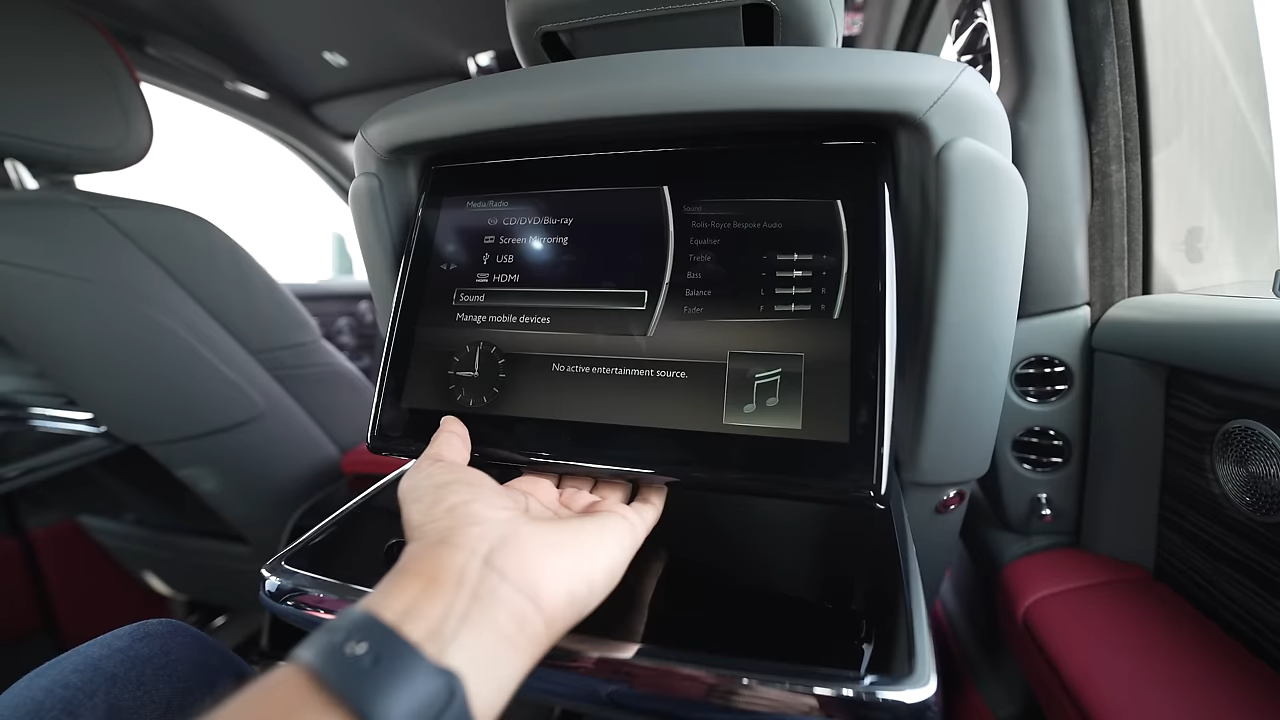 Media/Radio
CD/DVD/Blu-ray
Screen Mirroring
USB
HDMI
Sound
Manage mobile devices
Sound
Rolls-Royce Bespoke Audio
Equaliser
Treble - +
Bass - +
Balance L R
Fader F R
No active entertainment source.